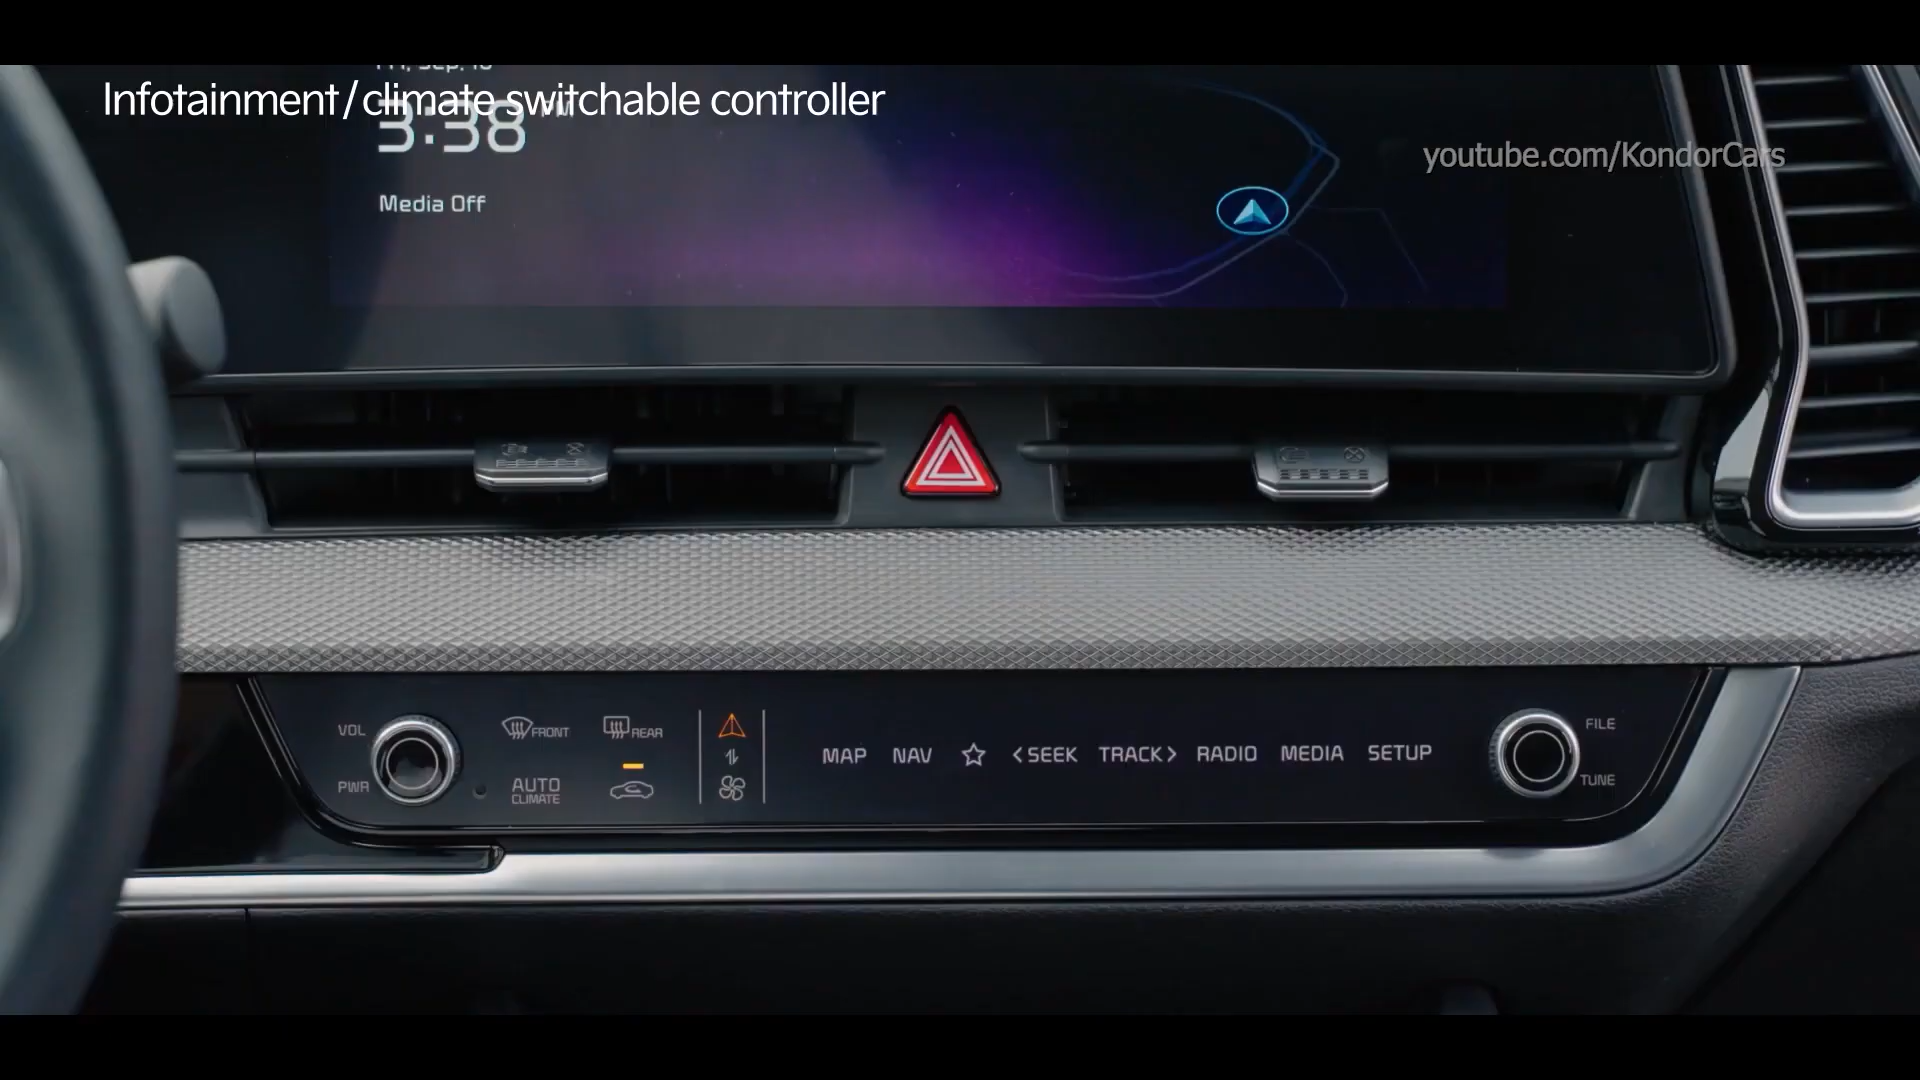 Infotainment/climate switchable controller
3:38 PM
youtube.com/KondorCars
Media Off
VOL
FRONT
REAR
MAP NAV ☆ <SEEK TRACK> RADIO MEDIA SETUP
FILE
PWR
AUTO
CLIMATE
TUNE